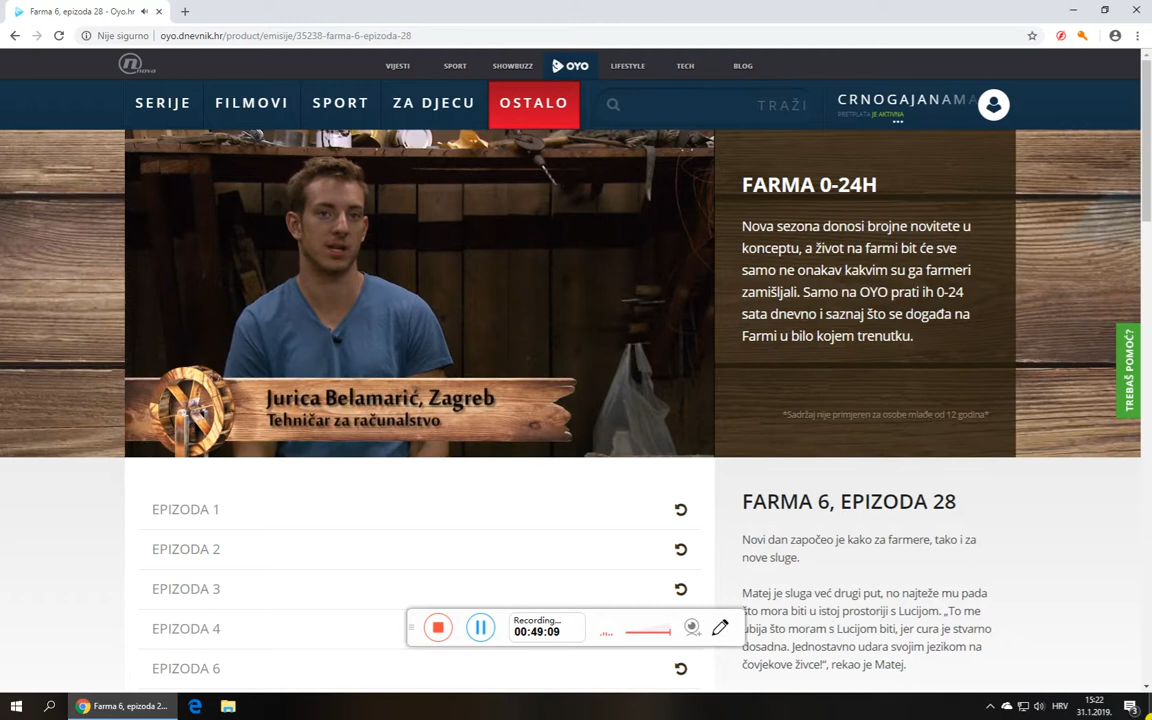 Farma 6, epizoda 28 - Oyo.hr
Nije sigurno
oyo.dnevnik.hr/product/emisije/35238-farma-6-epizoda-28
nova
VIJESTI SPORT SHOWBUZZ OYO LIFESTYLE TECH BLOG
SERIJE FILMOVI SPORT ZA DJECU OSTALO TRAŽI CRNOGAJANAMA
PRETPLATA JE AKTIVNA
FARMA 0-24H
Nova sezona donosi brojne novitete u
konceptu, a život na farmi bit će sve
samo ne onakav kakvim su ga farmeri
zamišljali. Samo na OYO prati ih 0-24
sata dnevno i saznaj što se događa na
Farmi u bilo kojem trenutku.
*Sadržaj nije primjeren za osobe mlađe od 12 godina*
TREBAŠ POMOĆ?
Jurica Belamarić, Zagreb
Tehničar za računalstvo
EPIZODA 1
EPIZODA 2
EPIZODA 3
EPIZODA 4
EPIZODA 6
FARMA 6, EPIZODA 28
Novi dan započeo je kako za farmere, tako i za
nove sluge.
Matej je sluga već drugi put, no najteže mu pada
što mora biti u istoj prostoriji s Lucijom. „To me
ubija što moram s Lucijom biti, jer cura je stvarno
dosadna. Jednostavno udara svojim jezikom na
čovjekove živce!“, rekao je Matej.
Recording...
00:49:09
Farma 6, epizoda 2...
HRV
15:22
31.1.2019.
3